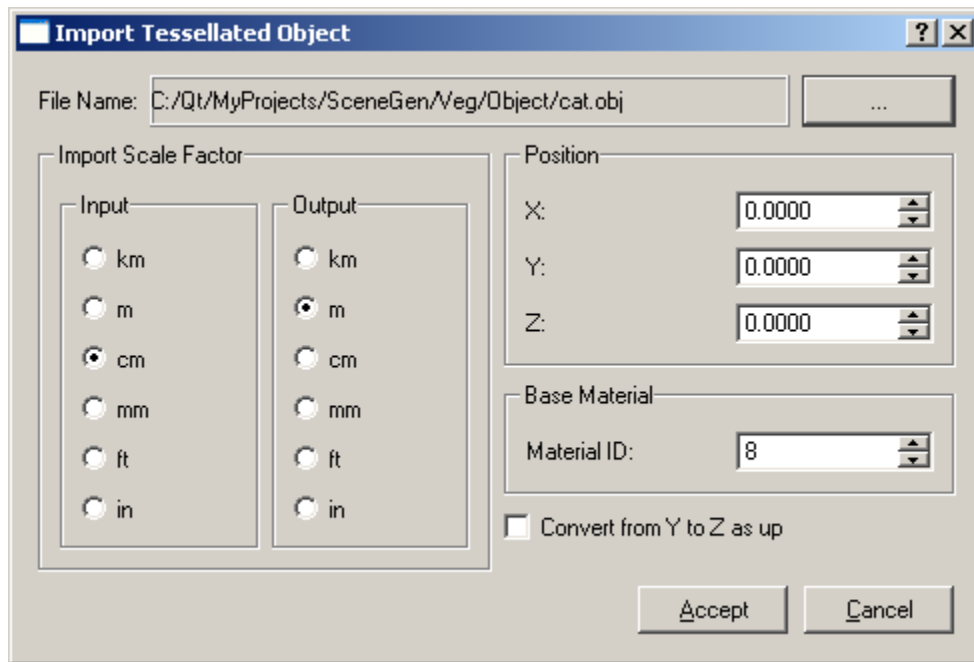 Import Tessellated Object
File Name: C:/Qt/MyProjects/SceneGen/Veg/Object/cat.obj ...
Import Scale Factor
Input
km
m
cm
mm
ft
in
Output
km
m
cm
mm
ft
in
Position
X: 0.0000
Y: 0.0000
Z: 0.0000
Base Material
Material ID: 8
Convert from Y to Z as up
Accept Cancel